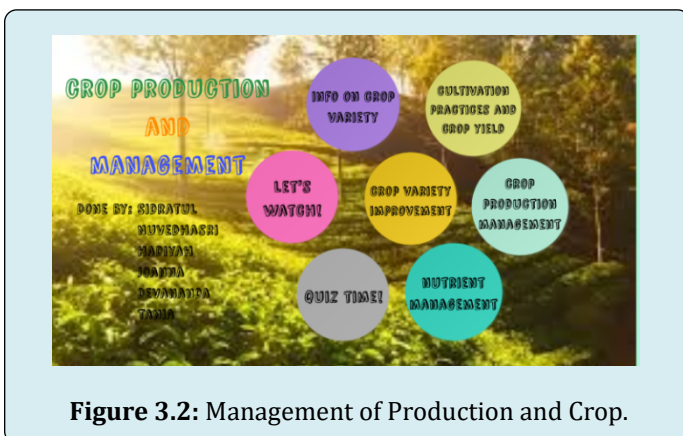 CROP PRODUCTION
AND
MANAGEMENT
DONE BY: SIDRATUL
NUVEDHASRI
HADIYAH
JOANNA
DEVANANDA
TANIA
INFO ON CROP
VARIETY
CULTIVATION
PRACTICES AND
CROP YIELD
LET'S
WATCH!
CROP VARIETY
IMPROVEMENT
CROP
PRODUCTION
MANAGEMENT
QUIZ TIME!
NUTRIENT
MANAGEMENT
Figure 3.2: Management of Production and Crop.